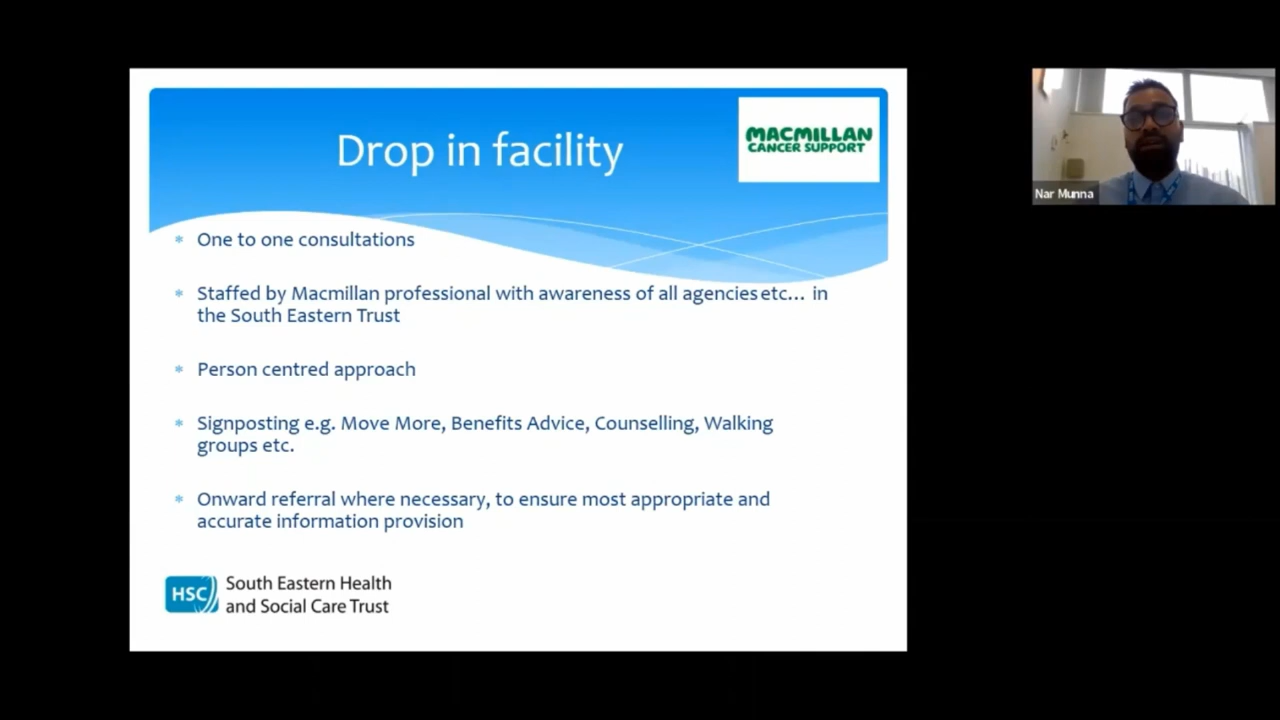 Drop in facility
MACMILLAN
CANCER SUPPORT
One to one consultations
Staffed by Macmillan professional with awareness of all agencies etc... in
the South Eastern Trust
Person centred approach
Signposting e.g. Move More, Benefits Advice, Counselling, Walking
groups etc.
Onward referral where necessary, to ensure most appropriate and
accurate information provision
HSC
South Eastern Health
and Social Care Trust
Nar Munna